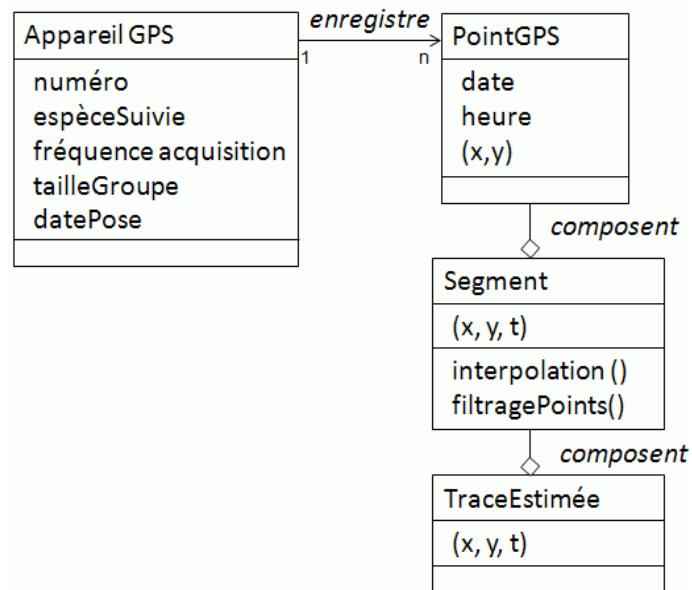 Appareil GPS
numéro
espèceSuivie
fréquence acquisition
tailleGroupe
datePose
enregistre
1
n
PointGPS
date
heure
(x,y)
composent
Segment
(x, y, t)
interpolation ()
filtragePoints()
composent
TraceEstimée
(x, y, t)